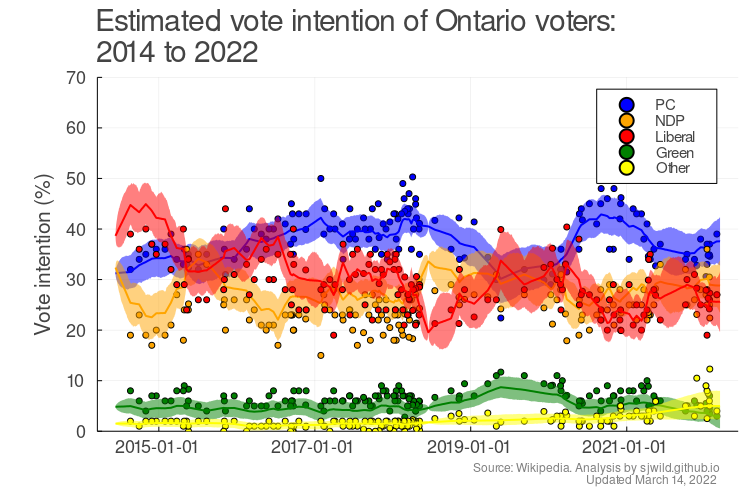 Estimated vote intention of Ontario voters:
2014 to 2022
70
60
50
40
30
20
10
0
Vote intention (%)
PC
NDP
Liberal
Green
Other
2015-01-01
2017-01-01
2019-01-01
2021-01-01
Source: Wikipedia. Analysis by sjwild.github.io
Updated March 14, 2022